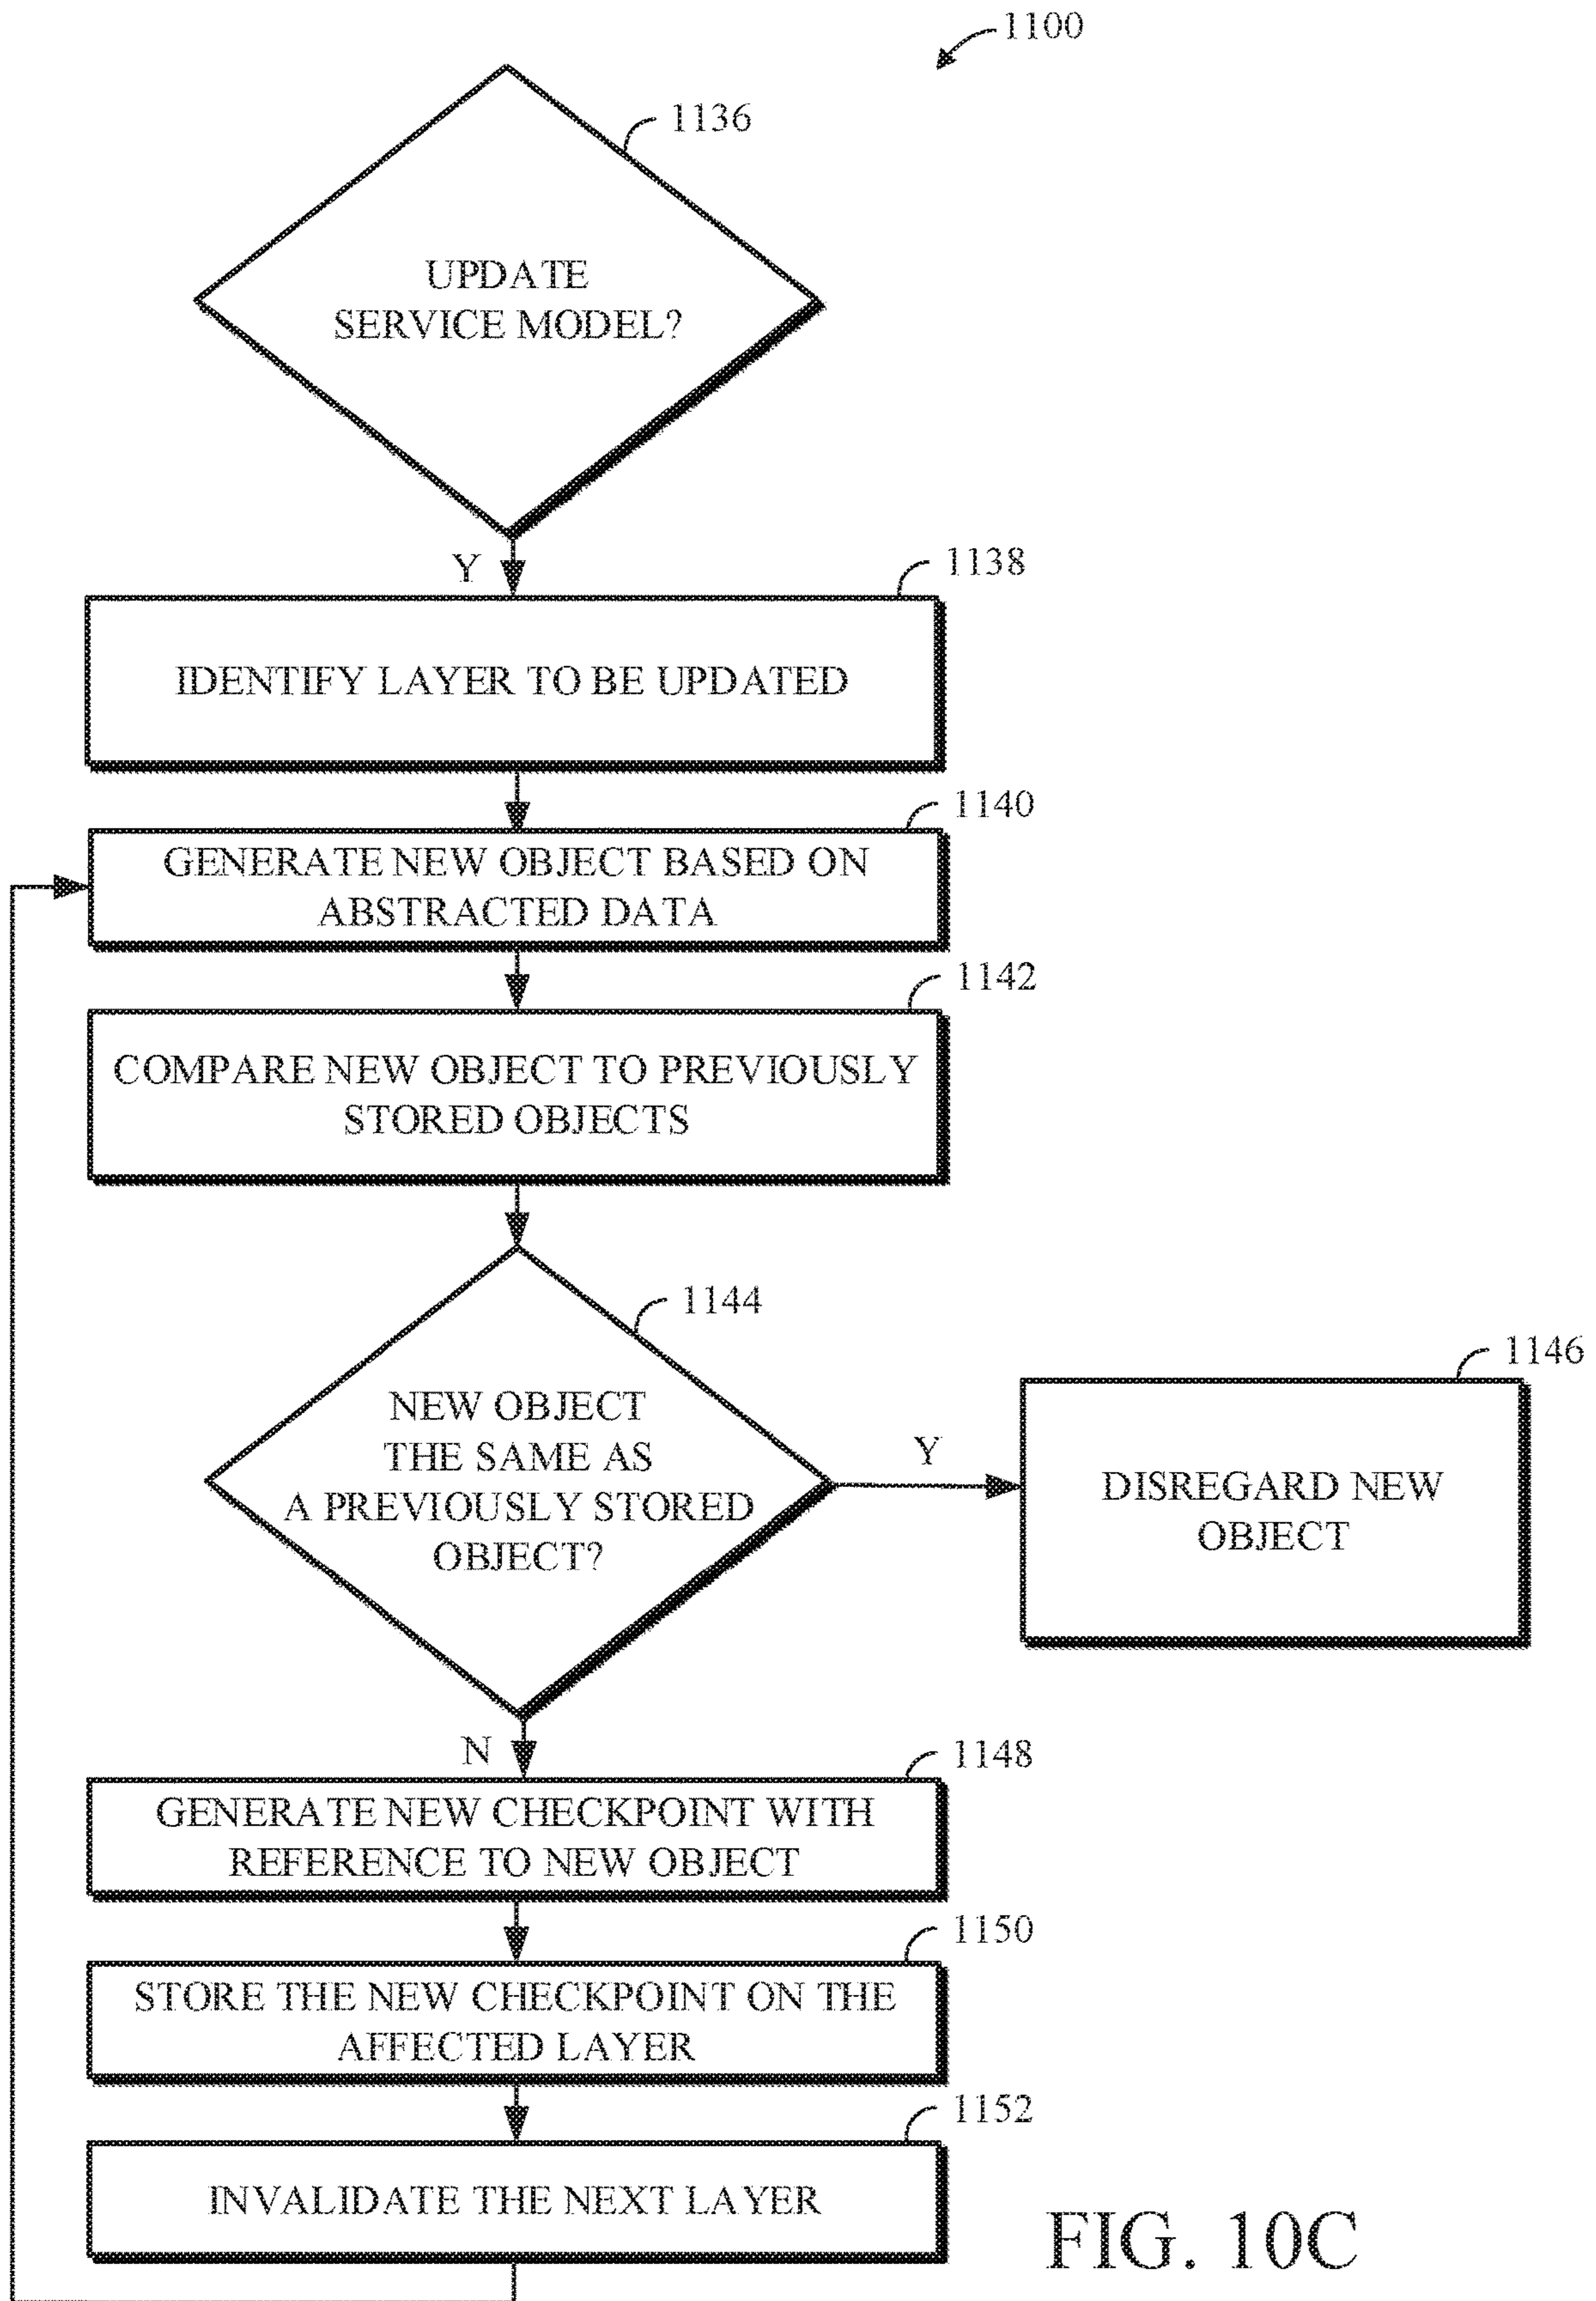 1100
1136
UPDATE
SERVICE MODEL?
Y
1138
IDENTIFY LAYER TO BE UPDATED
1140
GENERATE NEW OBJECT BASED ON
ABSTRACTED DATA
1142
COMPARE NEW OBJECT TO PREVIOUSLY
STORED OBJECTS
1144
NEW OBJECT
THE SAME AS
A PREVIOUSLY STORED
OBJECT?
Y
1146
DISREGARD NEW
OBJECT
N
1148
GENERATE NEW CHECKPOINT WITH
REFERENCE TO NEW OBJECT
1150
STORE THE NEW CHECKPOINT ON THE
AFFECTED LAYER
1152
INVALIDATE THE NEXT LAYER
FIG. 10C